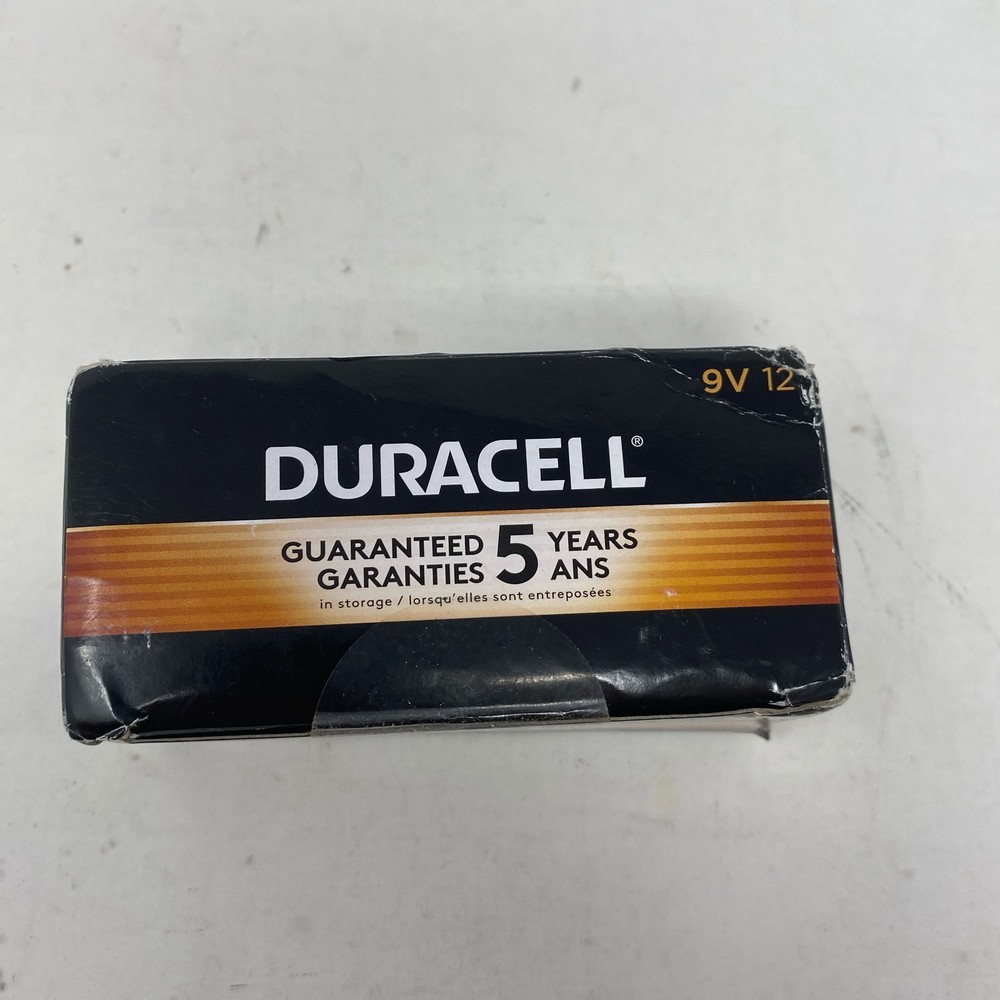 9V 12
DURACELL®
GUARANTEED 5 YEARS
GARANTIES ANS
in storage / lorsqu'elles sont entreposées